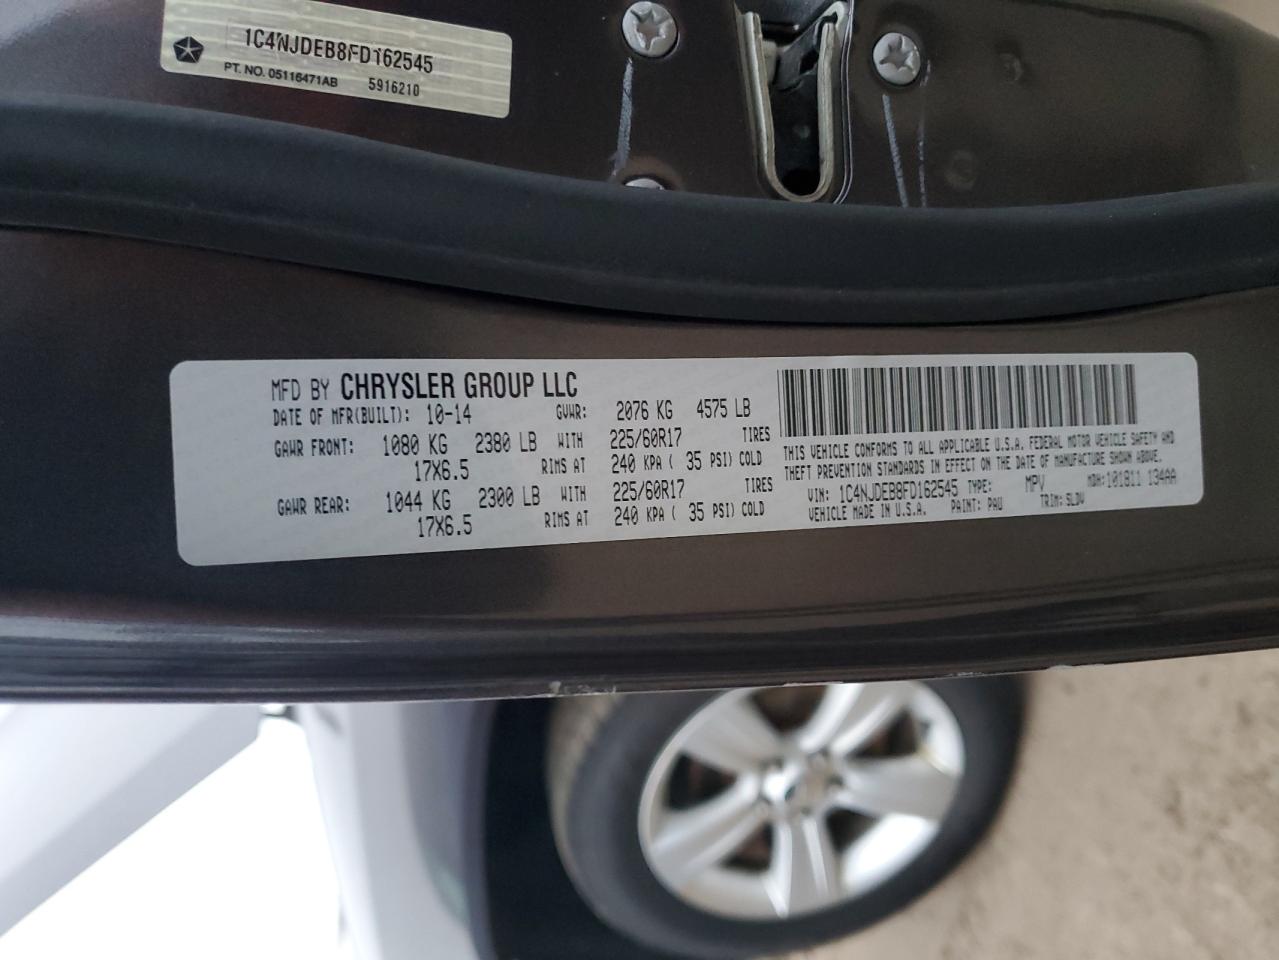 1C4NJDEB8FD162545
PT. NO. 05116471AB 5916210
MFD BY CHRYSLER GROUP LLC
DATE OF MFR(BUILT): 10-14 GVWR: 2076 KG 4575 LB
GAWR FRONT: 1080 KG 2380 LB WITH 225/60R17 TIRES
17X6.5 RIMS AT 240 KPA ( 35 PSI) COLD
GAWR REAR: 1044 KG 2300 LB WITH 225/60R17 TIRES
17X6.5 RIMS AT 240 KPA ( 35 PSI) COLD
THIS VEHICLE CONFORMS TO ALL APPLICABLE U.S.A. FEDERAL MOTOR VEHICLE SAFETY AND
THEFT PREVENTION STANDARDS IN EFFECT ON THE DATE OF MANUFACTURE SHOWN ABOVE.
VIN: 1C4NJDEB8FD162545 TYPE: MPV MDH: 101811 134AA
VEHICLE MADE IN U.S.A. PAINT: PAU TRIM: SLDV